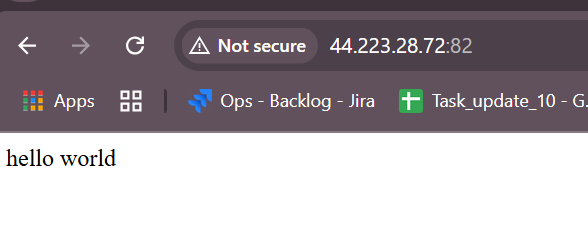 Not secure 44.223.28.72:82
Apps Ops - Backlog - Jira Task_update_10 - G.
hello world